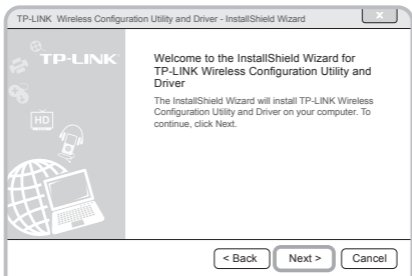 TP-LINK Wireless Configuration Utility and Driver - InstallShield Wizard
x
TP-LINK
HD
Welcome to the InstallShield Wizard for
TP-LINK Wireless Configuration Utility and
Driver
The InstallShield Wizard will install TP-LINK Wireless
Configuration Utility and Driver on your computer. To
continue, click Next.
< Back
Next >
Cancel